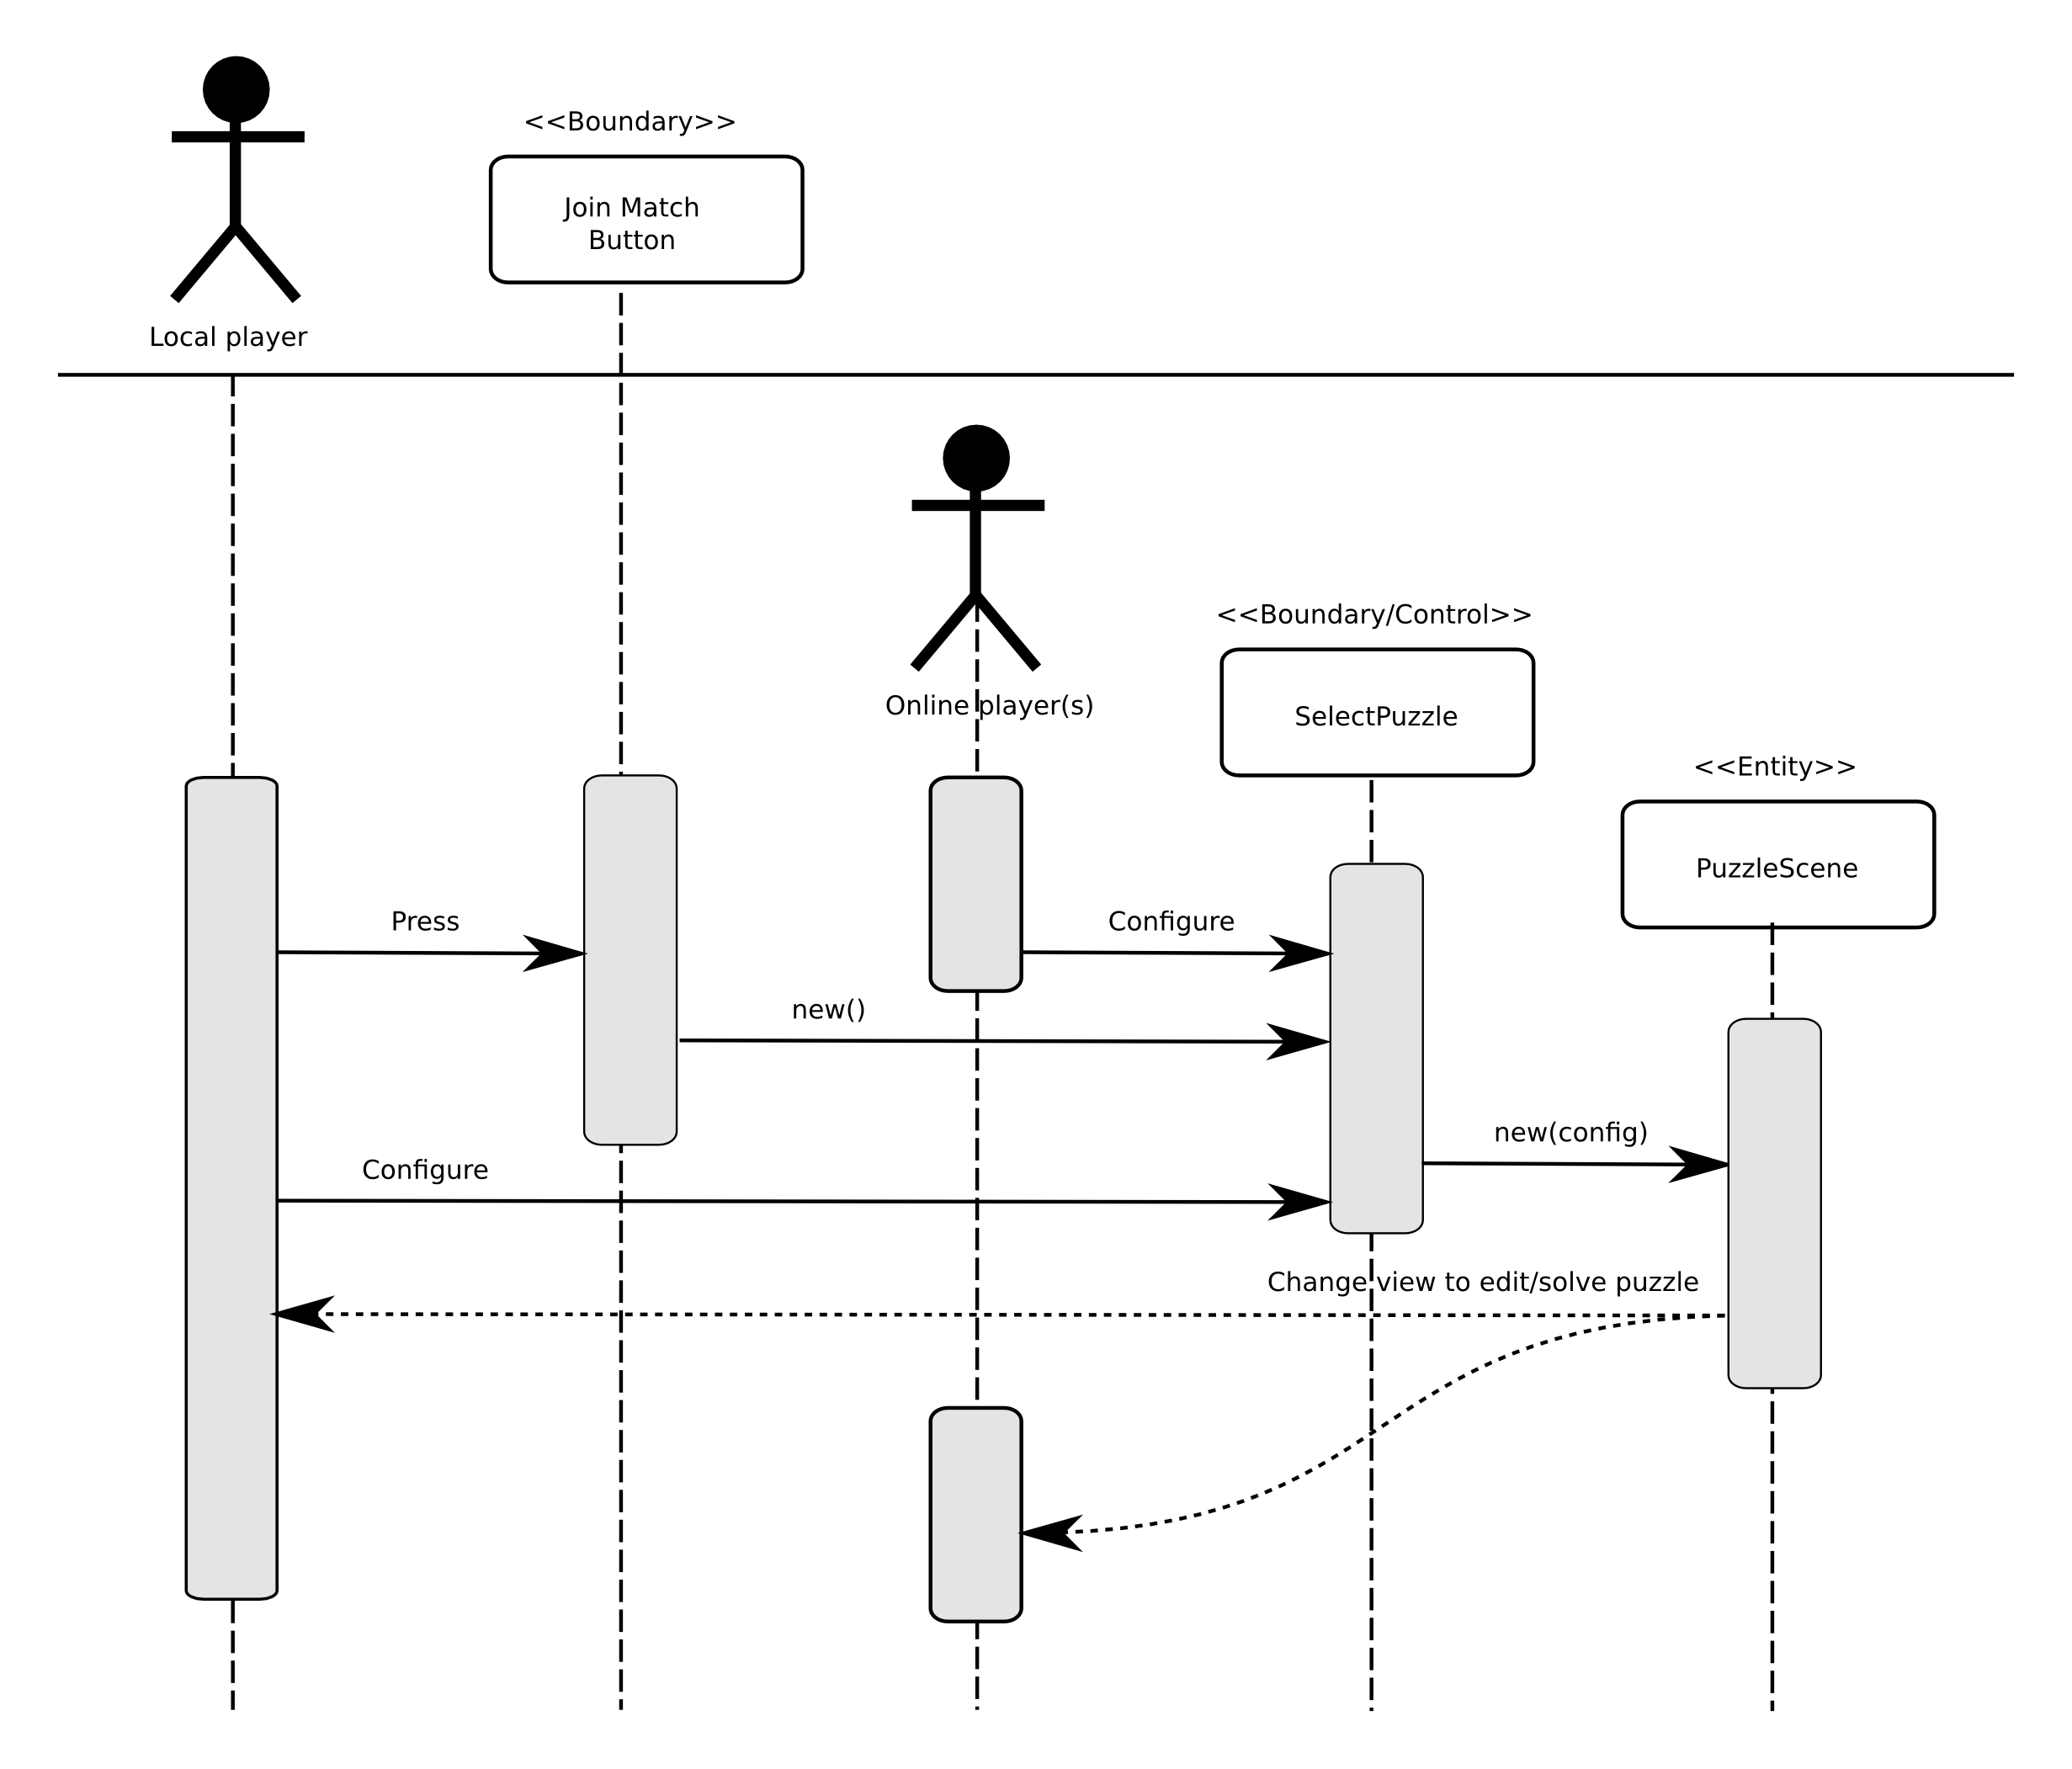 <<Boundary>>
Join Match
Button
Local player
<<Boundary/Control>>
Online player(s)
SelectPuzzle
<<Entity>>
PuzzleScene
Press
Configure
new()
new(config)
Configure
Change view to edit/solve puzzle